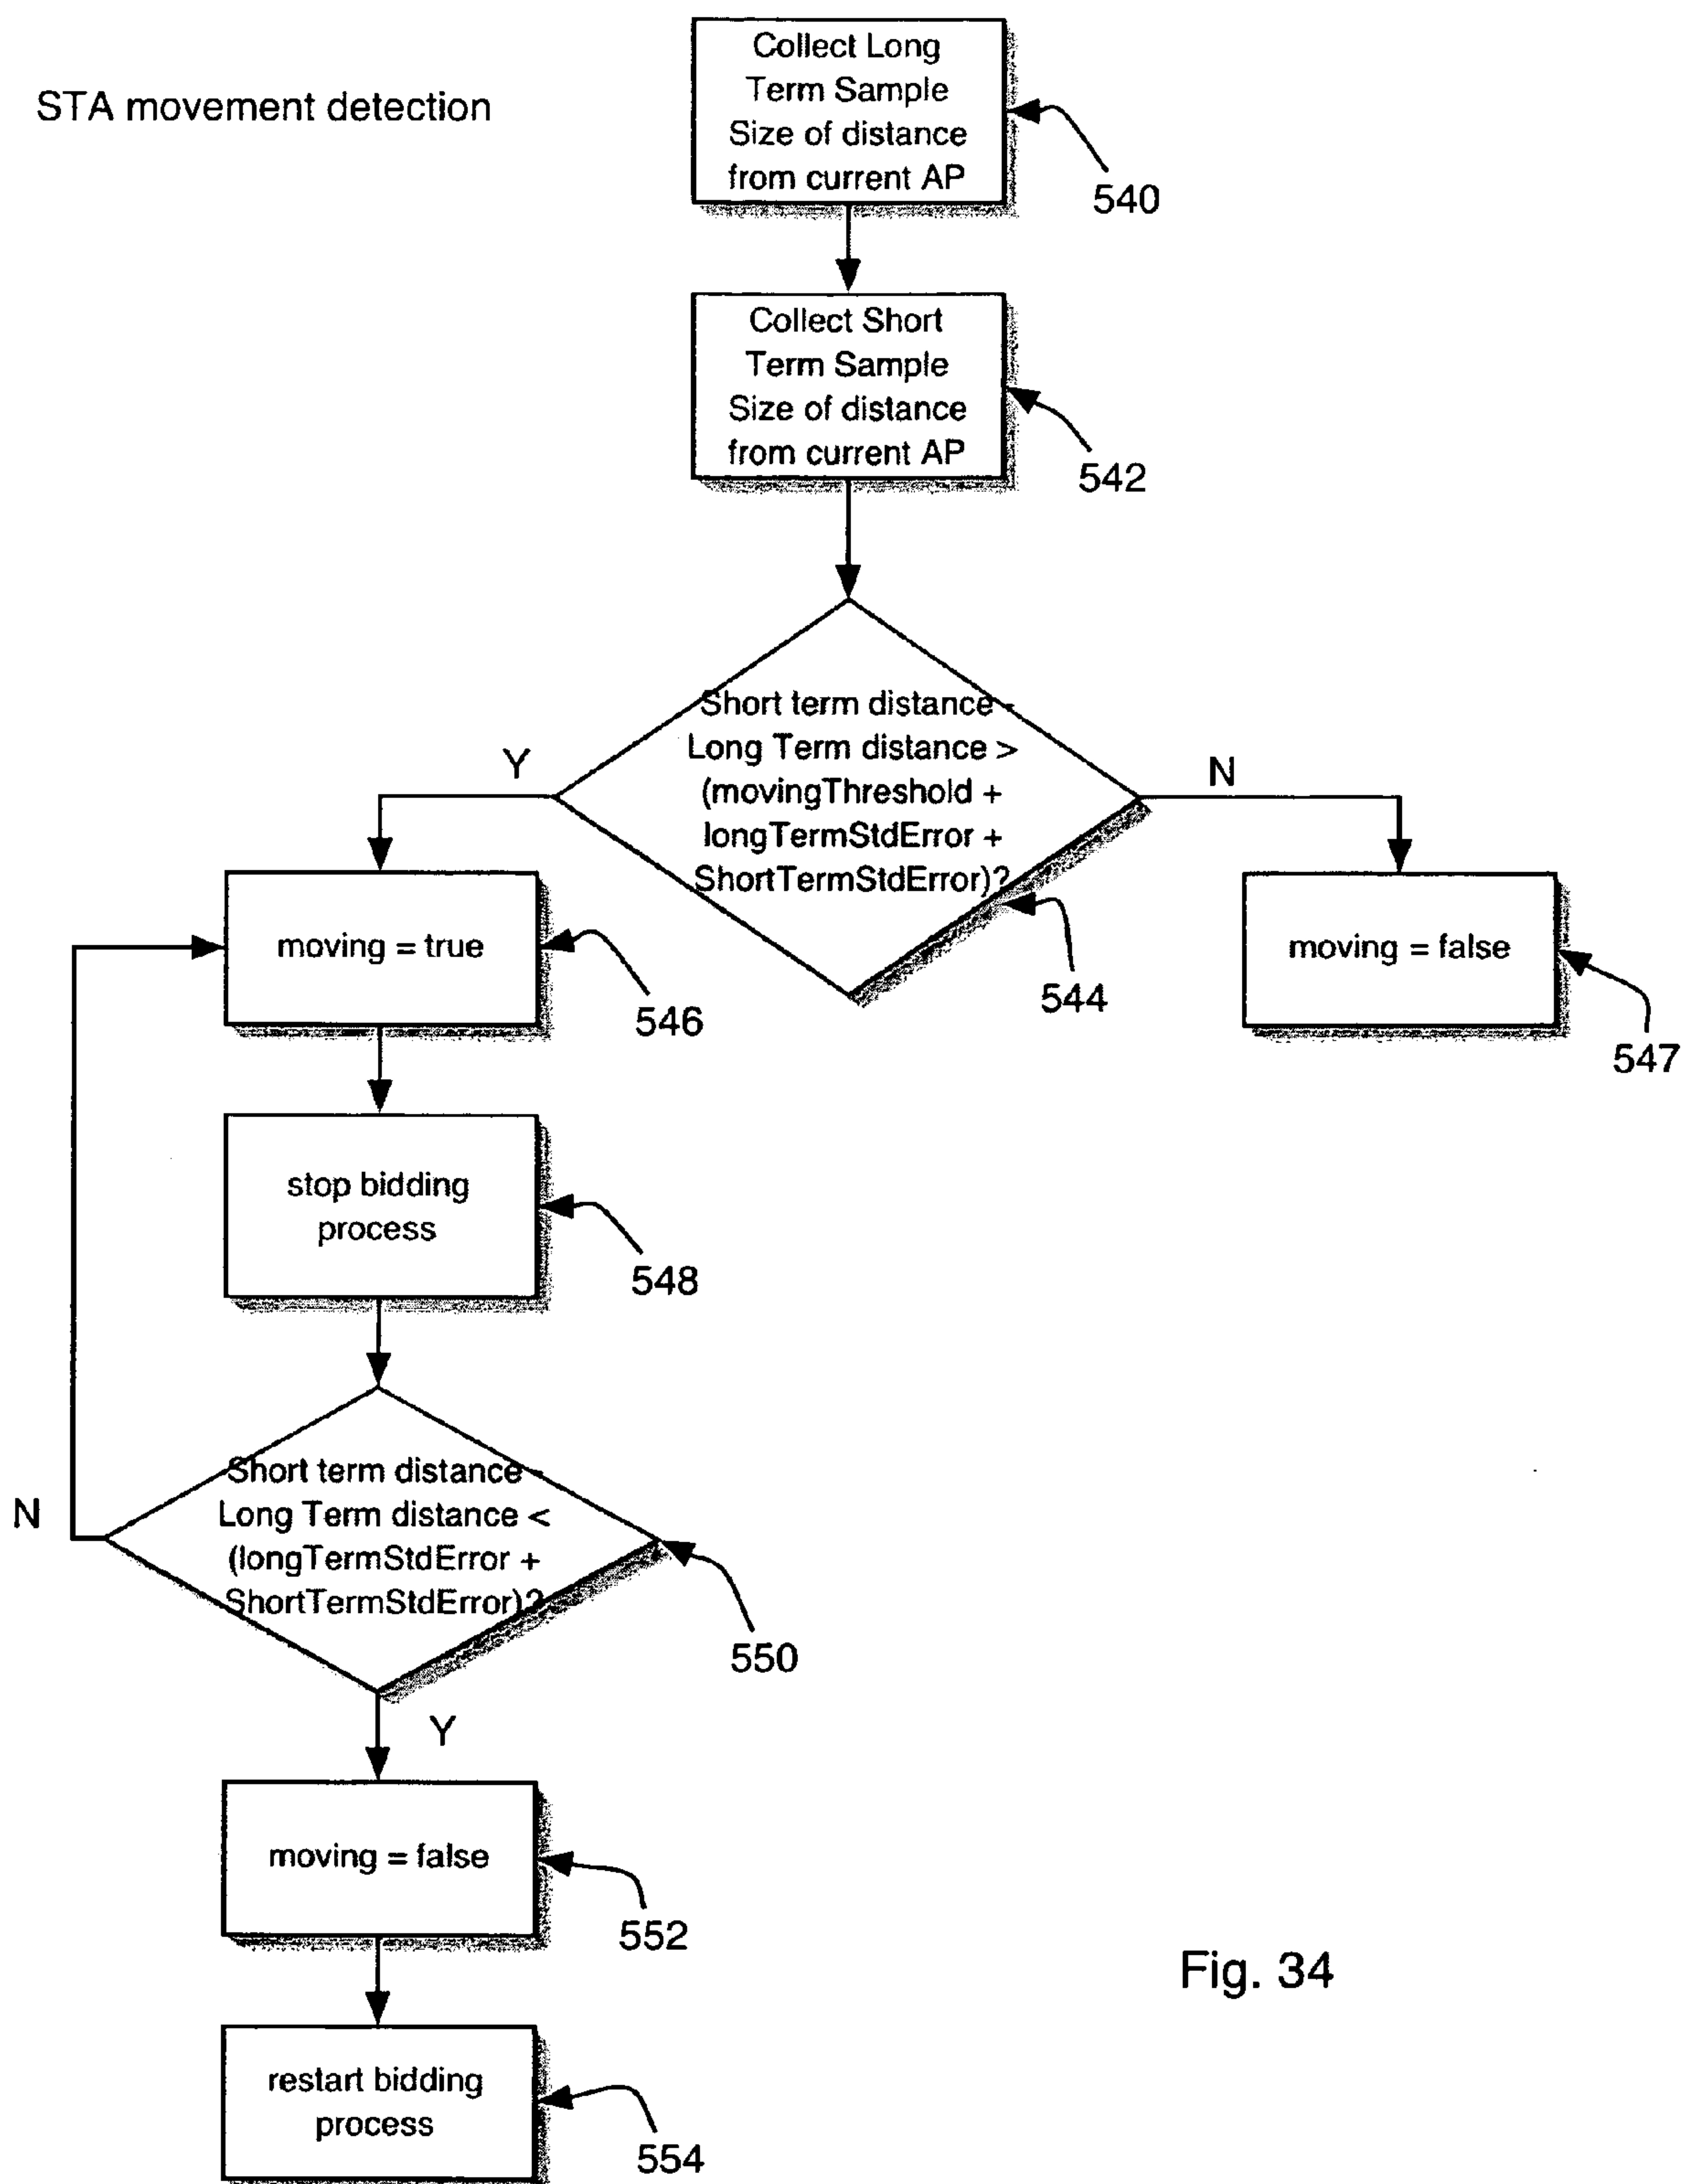 STA movement detection
Collect Long
Term Sample
Size of distance
from current AP
540
Collect Short
Term Sample
Size of distance
from current AP
542
Short term distance -
Long Term distance >
(movingThreshold +
longTermStdError +
ShortTermStdError)?
Y
N
544
moving = true
546
moving = false
547
stop bidding
process
548
Short term distance -
Long Term distance <
(longTermStdError +
ShortTermStdError)?
N
550
Y
moving = false
552
restart bidding
process
554
Fig. 34